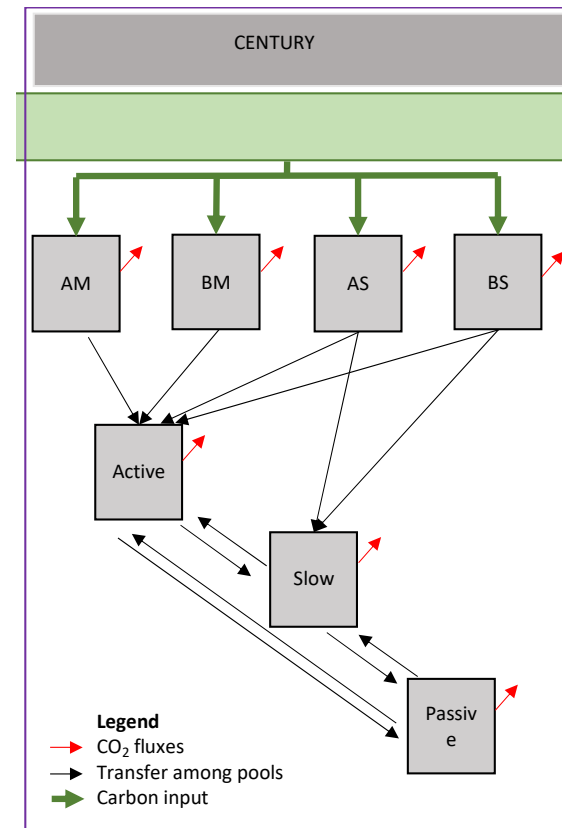 CENTURY
AM
BM
AS
BS
Active
Slow
Passiv
e
Legend
CO₂ fluxes
Transfer among pools
Carbon input